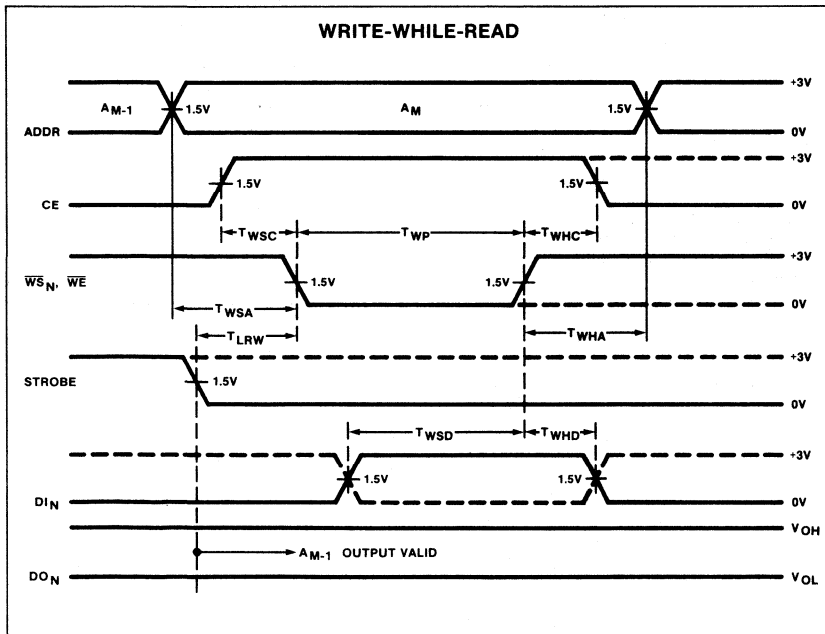 WRITE-WHILE-READ
+3V
A M-1 1.5V A M 1.5V
ADDR 0V
+3V
1.5V 1.5V
CE 0V
T WSC T WP T WHC
+3V
WS N, WE 1.5V 1.5V
0V
T WSA
T LRW T WHA
+3V
STROBE 1.5V
0V
T WSD T WHD
+3V
1.5V 1.5V
DI N 0V
V OH
A M-1 OUTPUT VALID
DO N V OL